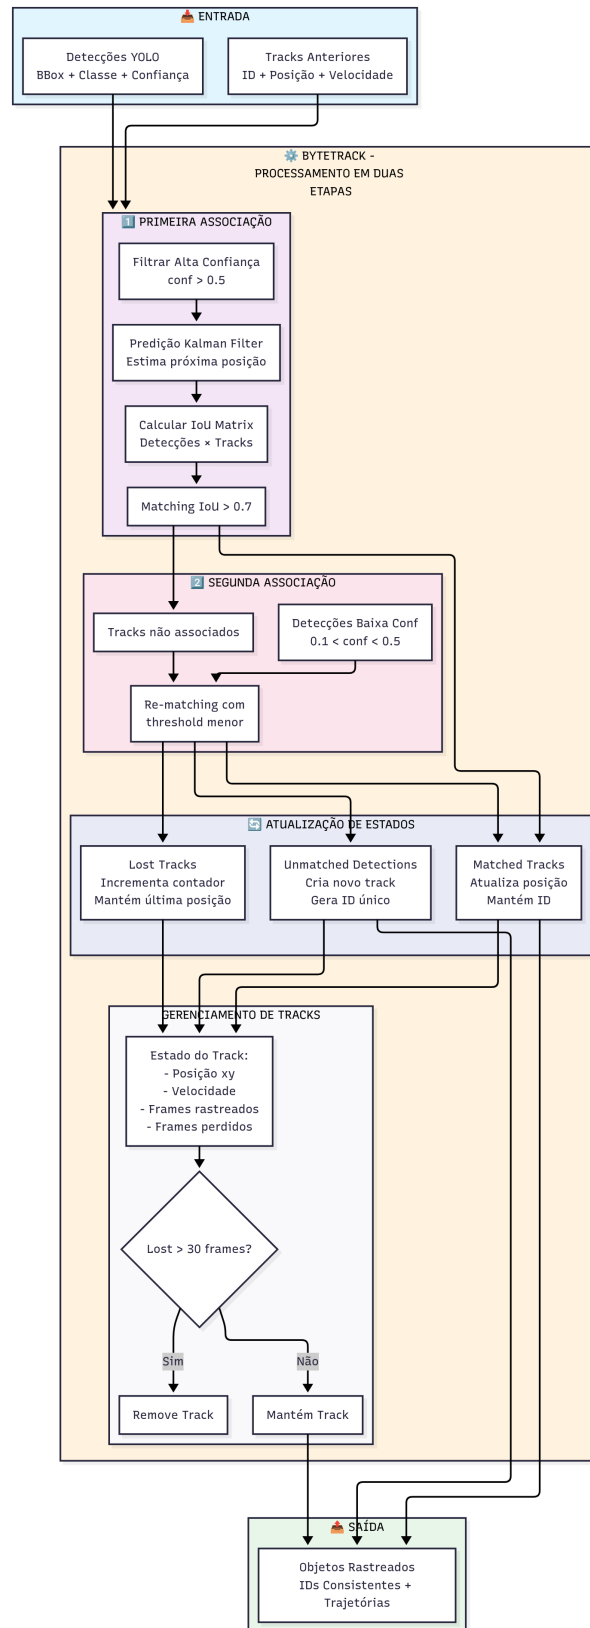 📥 ENTRADA
Detecções YOLO
BBox + Classe + Confiança
Tracks Anteriores
ID + Posição + Velocidade
⚙️ BYTETRACK -
PROCESSAMENTO EM DUAS
ETAPAS
1️⃣ PRIMEIRA ASSOCIAÇÃO
Filtrar Alta Confiança
conf > 0.5
Predição Kalman Filter
Estima próxima posição
Calcular IoU Matrix
Detecções × Tracks
Matching IoU > 0.7
2️⃣ SEGUNDA ASSOCIAÇÃO
Tracks não associados
Detecções Baixa Conf
0.1 < conf < 0.5
Re-matching com
threshold menor
🔄 ATUALIZAÇÃO DE ESTADOS
Lost Tracks
Incrementa contador
Mantém última posição
Unmatched Detections
Cria novo track
Gera ID único
Matched Tracks
Atualiza posição
Mantém ID
GERENCIAMENTO DE TRACKS
Estado do Track:
- Posição xy
- Velocidade
- Frames rastreados
- Frames perdidos
Lost > 30 frames?
Sim
Não
Remove Track
Mantém Track
📤 SAÍDA
Objetos Rastreados
IDs Consistentes +
Trajetórias